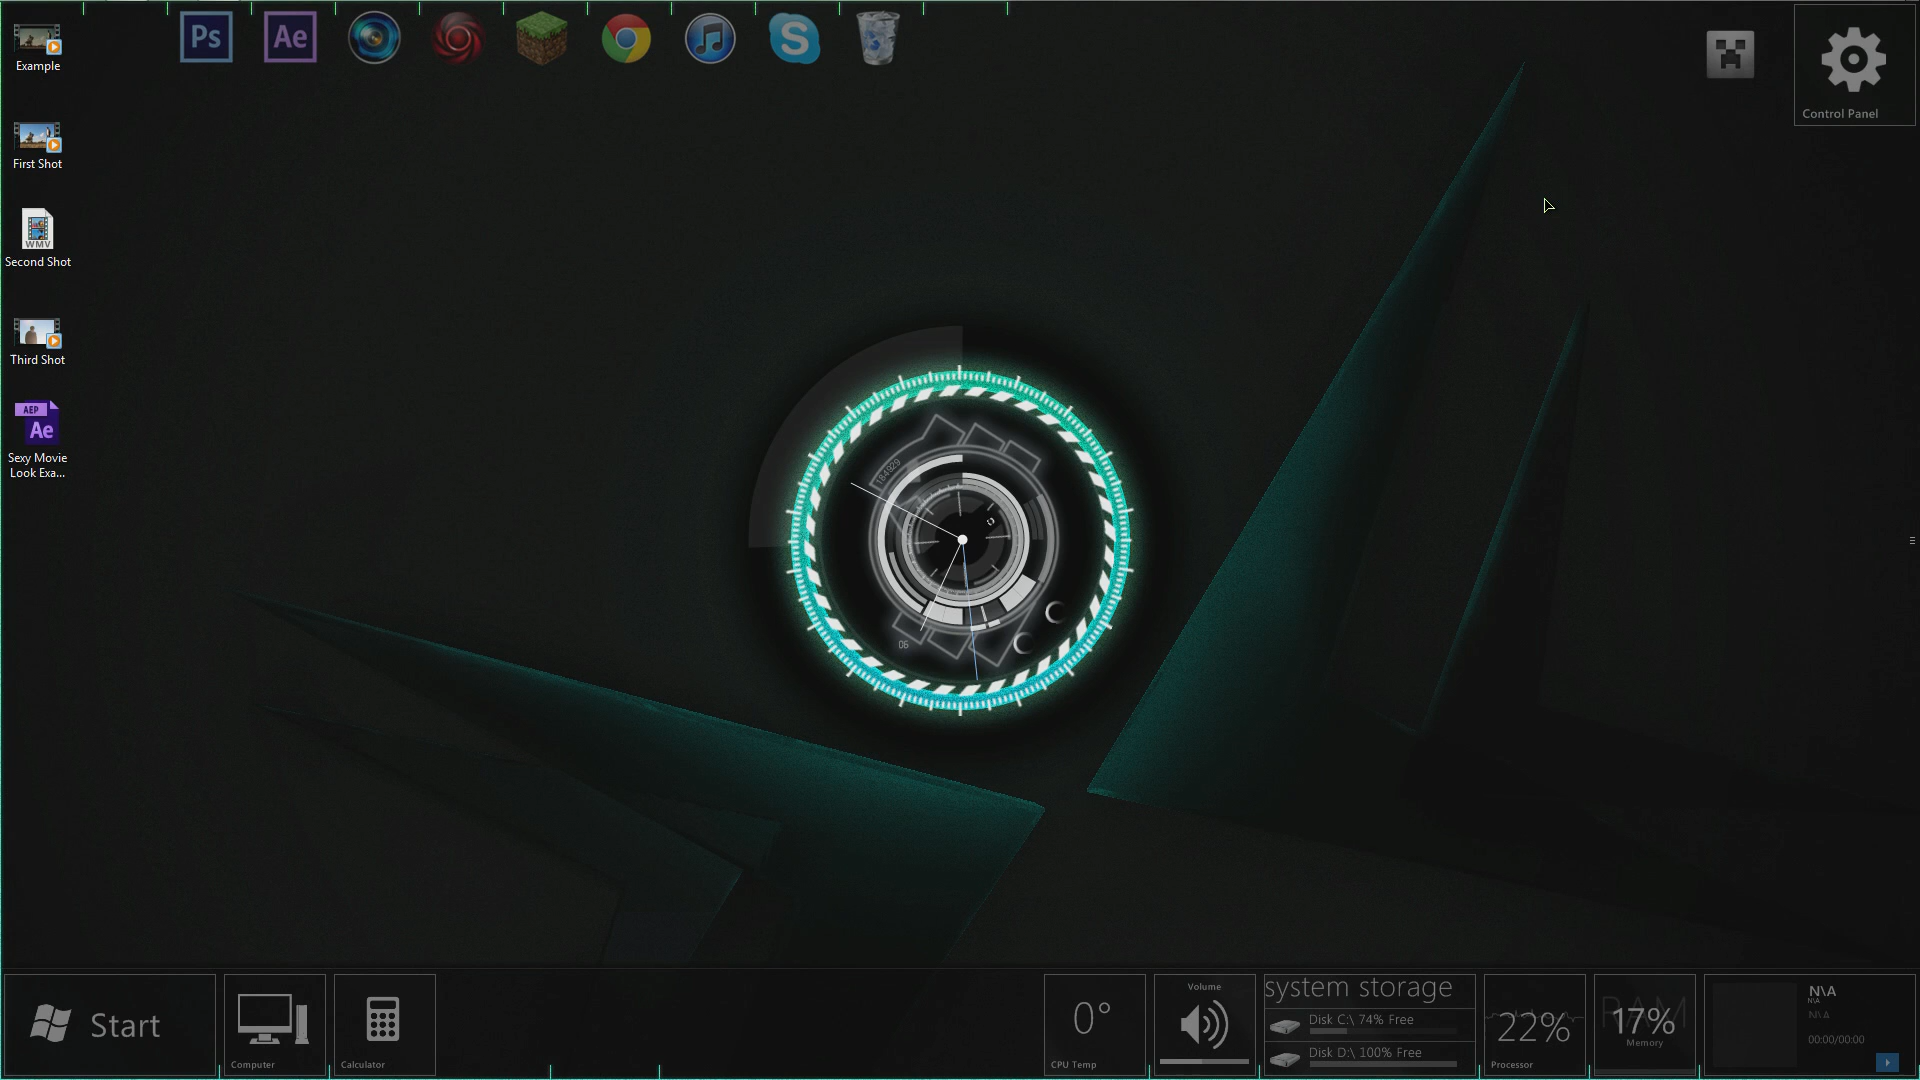 Example
First Shot
WMV
Second Shot
Third Shot
AEP
Ae
Sexy Movie
Look Exa...
Ps
Ae
S
Control Panel
184929
06
Start
Computer
Calculator
0°
CPU Temp
Volume
system storage
Disk C:\ 74% Free
Disk D:\ 100% Free
22%
Processor
RAM
17%
Memory
N\A
N\A
N\A
00:00/00:00